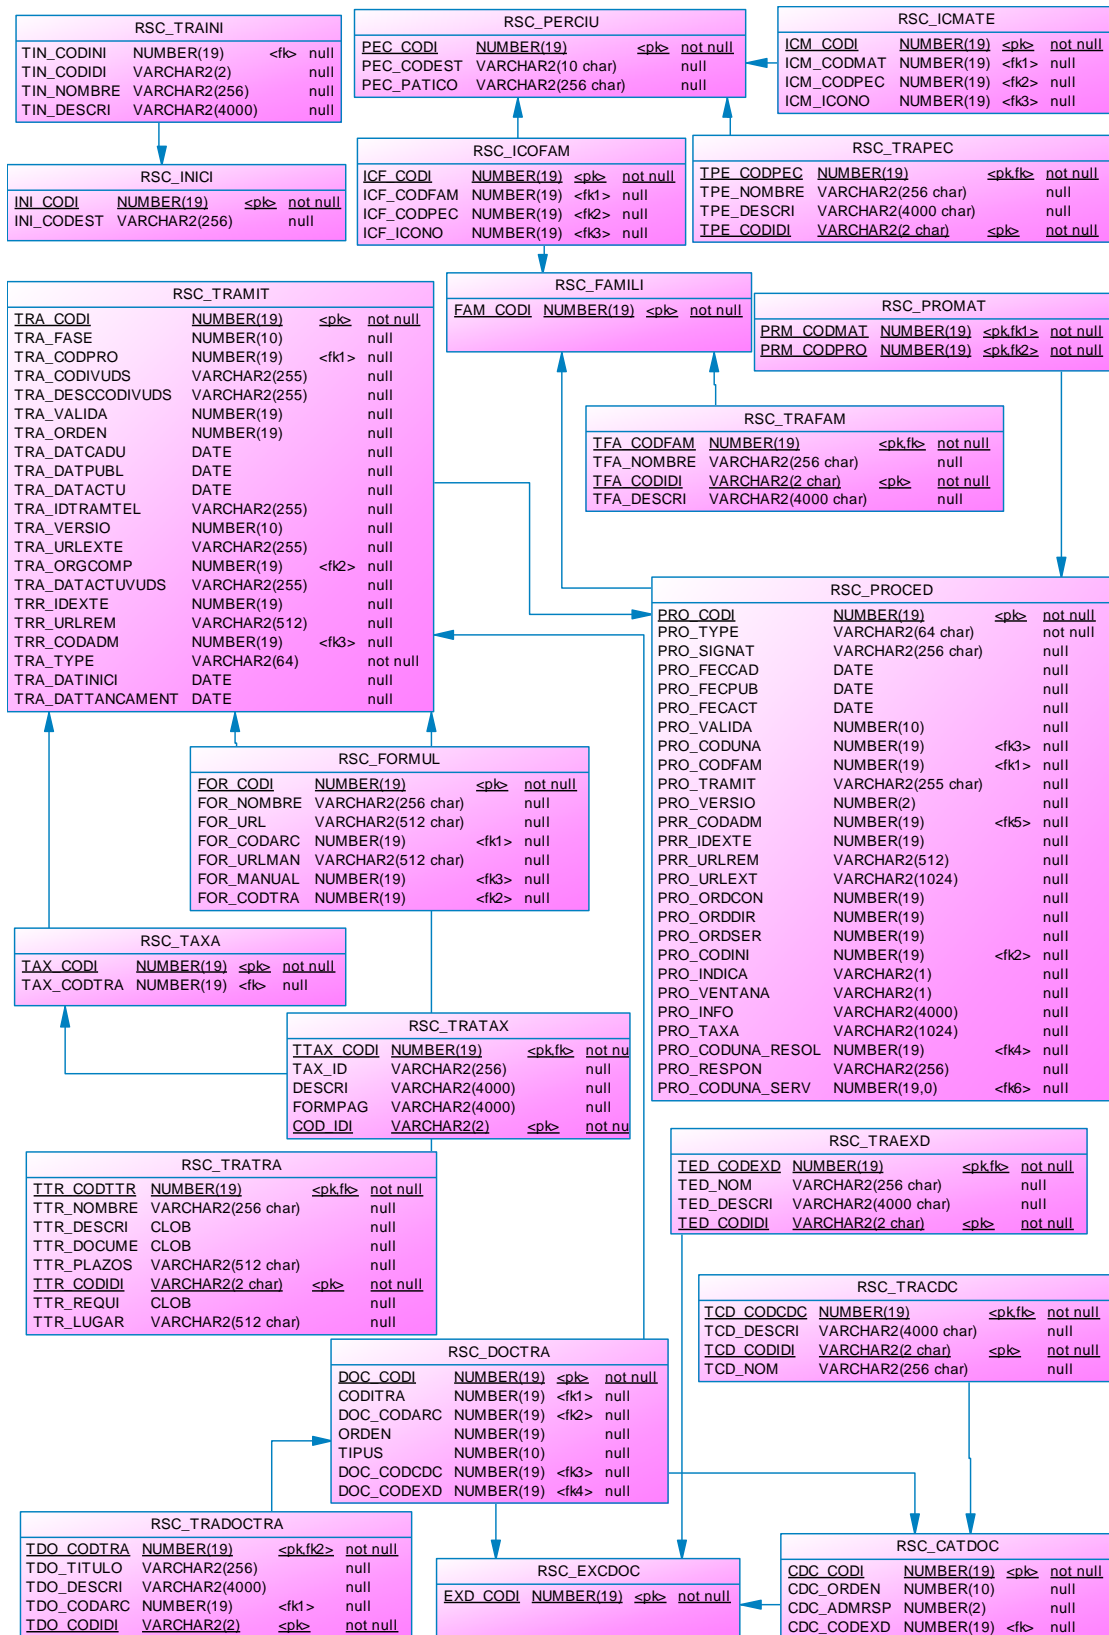 RSC_TRAINI
TIN_CODINI NUMBER(19) <fk> null
TIN_CODIDI VARCHAR2(2) null
TIN_NOMBRE VARCHAR2(256) null
TIN_DESCRI VARCHAR2(4000) null
RSC_PERCIU
PEC_CODI NUMBER(19) <pk> not null
PEC_CODEST VARCHAR2(10 char) null
PEC_PATICO VARCHAR2(256 char) null
RSC_ICMATE
ICM_CODI NUMBER(19) <pk> not null
ICM_CODMAT NUMBER(19) <fk1> null
ICM_CODPEC NUMBER(19) <fk2> null
ICM_ICONO NUMBER(19) <fk3> null
RSC_INICI
INI_CODI NUMBER(19) <pk> not null
INI_CODEST VARCHAR2(256) null
RSC_ICOFAM
ICF_CODI NUMBER(19) <pk> not null
ICF_CODFAM NUMBER(19) <fk1> null
ICF_CODPEC NUMBER(19) <fk2> null
ICF_ICONO NUMBER(19) <fk3> null
RSC_TRAPEC
TPE_CODPEC NUMBER(19) <pk,fk> not null
TPE_NOMBRE VARCHAR2(256 char) null
TPE_DESCRI VARCHAR2(4000 char) null
TPE_CODIDI VARCHAR2(2 char) <pk> not null
RSC_TRAMIT
TRA_CODI NUMBER(19) <pk> not null
TRA_FASE NUMBER(10) null
TRA_CODPRO NUMBER(19) <fk1> null
TRA_CODIVUDS VARCHAR2(255) null
TRA_DESCCODIVUDS VARCHAR2(255) null
TRA_VALIDA NUMBER(19) null
TRA_ORDEN NUMBER(19) null
TRA_DATCADU DATE null
TRA_DATPUBL DATE null
TRA_DATACTU DATE null
TRA_IDTRAMTEL VARCHAR2(255) null
TRA_VERSIO NUMBER(10) null
TRA_URLEXTE VARCHAR2(255) null
TRA_ORGCOMP NUMBER(19) <fk2> null
TRA_DATACTUVUDS VARCHAR2(255) null
TRR_IDEXTE NUMBER(19) null
TRR_URLREM VARCHAR2(512) null
TRR_CODADM NUMBER(19) <fk3> null
TRA_TYPE VARCHAR2(64) not null
TRA_DATINICI DATE null
TRA_DATTANCAMENT DATE null
RSC_FAMILI
FAM_CODI NUMBER(19) <pk> not null
RSC_PROMAT
PRM_CODMAT NUMBER(19) <pk,fk1> not null
PRM_CODPRO NUMBER(19) <pk,fk2> not null
RSC_TRAFAM
TFA_CODFAM NUMBER(19) <pk,fk> not null
TFA_NOMBRE VARCHAR2(256 char) null
TFA_CODIDI VARCHAR2(2 char) <pk> not null
TFA_DESCRI VARCHAR2(4000 char) null
RSC_PROCED
PRO_CODI NUMBER(19) <pk> not null
PRO_TYPE VARCHAR2(64 char) not null
PRO_SIGNAT VARCHAR2(256 char) null
PRO_FECCAD DATE null
PRO_FECPUB DATE null
PRO_FECACT DATE null
PRO_VALIDA NUMBER(10) null
PRO_CODUNA NUMBER(19) <fk3> null
PRO_CODFAM NUMBER(19) <fk1> null
PRO_TRAMIT VARCHAR2(255 char) null
PRO_VERSIO NUMBER(2) null
PRR_CODADM NUMBER(19) <fk5> null
PRR_IDEXTE NUMBER(19) null
PRR_URLREM VARCHAR2(512) null
PRO_URLEXT VARCHAR2(1024) null
PRO_ORDCON NUMBER(19) null
PRO_ORDDIR NUMBER(19) null
PRO_ORDSER NUMBER(19) null
PRO_CODINI NUMBER(19) <fk2> null
PRO_INDICA VARCHAR2(1) null
PRO_VENTANA VARCHAR2(1) null
PRO_INFO VARCHAR2(4000) null
PRO_TAXA VARCHAR2(1024) null
PRO_CODUNA_RESOL NUMBER(19) <fk4> null
PRO_RESPON VARCHAR2(256) null
PRO_CODUNA_SERV NUMBER(19,0) <fk6> null
RSC_FORMUL
FOR_CODI NUMBER(19) <pk> not null
FOR_NOMBRE VARCHAR2(256 char) null
FOR_URL VARCHAR2(512 char) null
FOR_CODARC NUMBER(19) <fk1> null
FOR_URLMAN VARCHAR2(512 char) null
FOR_MANUAL NUMBER(19) <fk3> null
FOR_CODTRA NUMBER(19) <fk2> null
RSC_TAXA
TAX_CODI NUMBER(19) <pk> not null
TAX_CODTRA NUMBER(19) <fk> null
RSC_TRATAX
TTAX_CODI NUMBER(19) <pk,fk> not nu
TAX_ID VARCHAR2(256) null
DESCRI VARCHAR2(4000) null
FORMPAG VARCHAR2(4000) null
COD_IDI VARCHAR2(2) <pk> not nu
RSC_TRATRA
TTR_CODTTR NUMBER(19) <pk,fk> not null
TTR_NOMBRE VARCHAR2(256 char) null
TTR_DESCRI CLOB null
TTR_DOCUME CLOB null
TTR_PLAZOS VARCHAR2(512 char) null
TTR_CODIDI VARCHAR2(2 char) <pk> not null
TTR_REQUI CLOB null
TTR_LUGAR VARCHAR2(512 char) null
RSC_TRAEXD
TED_CODEXD NUMBER(19) <pk,fk> not null
TED_NOM VARCHAR2(256 char) null
TED_DESCRI VARCHAR2(4000 char) null
TED_CODIDI VARCHAR2(2 char) <pk> not null
RSC_TRACDC
TCD_CODCDC NUMBER(19) <pk,fk> not null
TCD_DESCRI VARCHAR2(4000 char) null
TCD_CODIDI VARCHAR2(2 char) <pk> not null
TCD_NOM VARCHAR2(256 char) null
RSC_DOCTRA
DOC_CODI NUMBER(19) <pk> not null
CODITRA NUMBER(19) <fk1> null
DOC_CODARC NUMBER(19) <fk2> null
ORDEN NUMBER(19) null
TIPUS NUMBER(10) null
DOC_CODCDC NUMBER(19) <fk3> null
DOC_CODEXD NUMBER(19) <fk4> null
RSC_TRADOCTRA
TDO_CODTRA NUMBER(19) <pk,fk2> not null
TDO_TITULO VARCHAR2(256) null
TDO_DESCRI VARCHAR2(4000) null
TDO_CODARC NUMBER(19) <fk1> null
TDO_CODIDI VARCHAR2(2) <pk> not null
RSC_EXCDOC
EXD_CODI NUMBER(19) <pk> not null
RSC_CATDOC
CDC_CODI NUMBER(19) <pk> not null
CDC_ORDEN NUMBER(10) null
CDC_ADMRSP NUMBER(2) null
CDC_CODEXD NUMBER(19) <fk> null